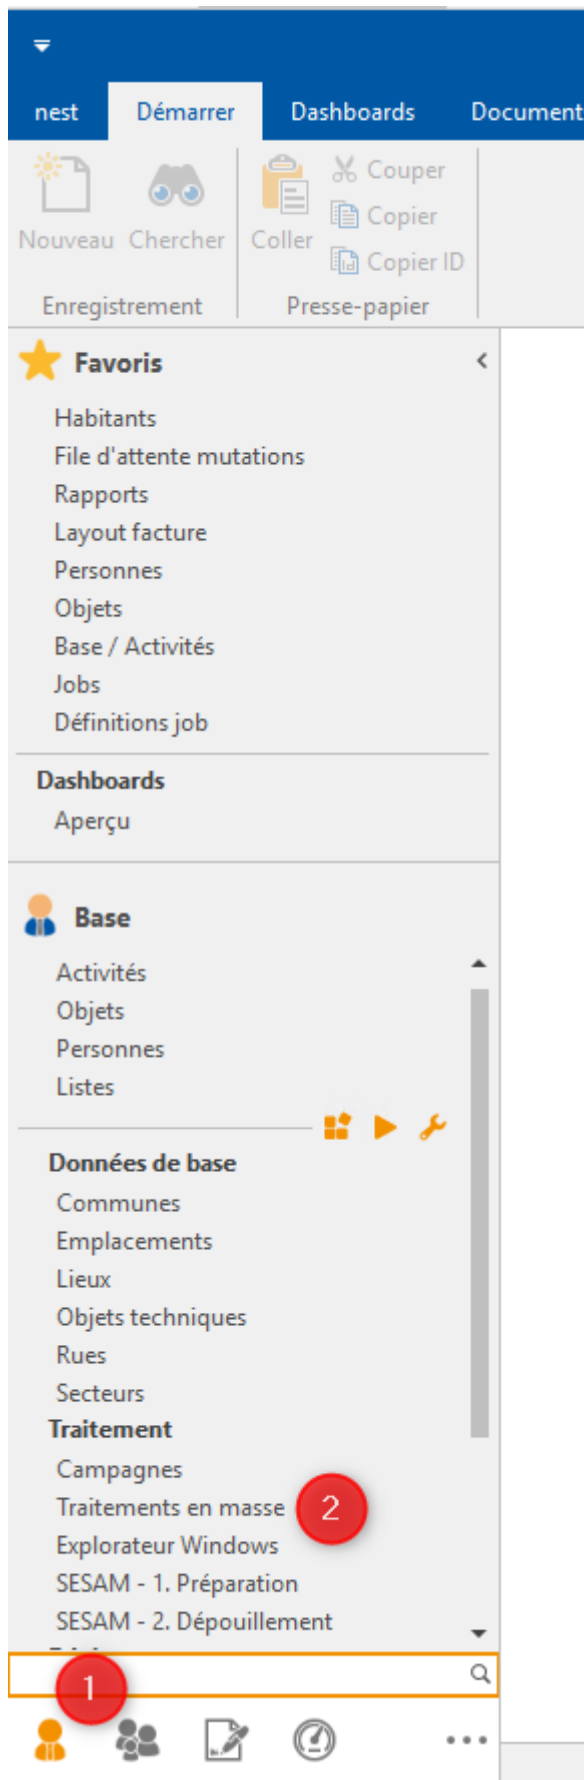 nest Démarrer Dashboards Document
Nouveau Chercher Coller Couper
Copier
Copier ID
Enregistrement Presse-papier
Favoris
Habitants
File d'attente mutations
Rapports
Layout facture
Personnes
Objets
Base / Activités
Jobs
Définitions job
Dashboards
Aperçu
Base
Activités
Objets
Personnes
Listes
Données de base
Communes
Emplacements
Lieux
Objets techniques
Rues
Secteurs
Traitement
Campagnes
Traitements en masse 2
Explorateur Windows
SESAM - 1. Préparation
SESAM - 2. Dépouillement
1